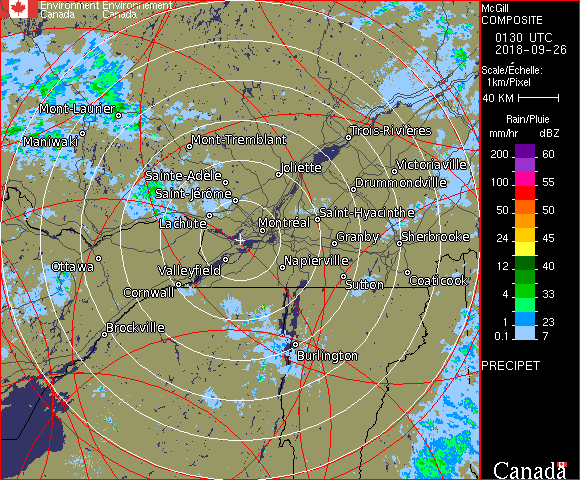 Environment Environnement
Canada Canada
McGill
COMPOSITE
0130 UTC
2018-09-26
Scale/Échelle:
1km/Pixel
40 KM
Rain/Pluie
mm/hr dBZ
200 60
150 55
100 55
50 50
24 45
12 40
4 33
1 23
0.1 7
PRECIPET
Canada
Mont-Laurier
Maniwaki
Mont-Tremblant
Trois-Rivières
Sainte-Adèle
Joliette
Victoriaville
Saint-Jérôme
Drummondville
Lachute
Montréal
Saint-Hyacinthe
Granby
Sherbrooke
Ottawa
Valleyfield
Napierville
Cornwall
Sutton
Coaticook
Brockville
Burlington